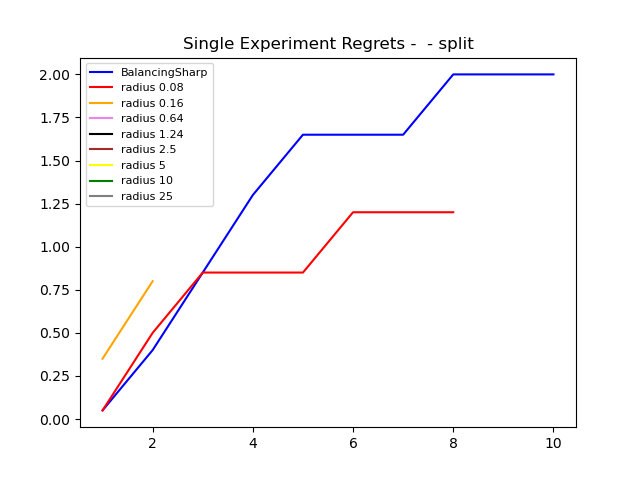 Single Experiment Regrets -  - split
2.00
1.75
1.50
1.25
1.00
0.75
0.50
0.25
0.00
BalancingSharp
radius 0.08
radius 0.16
radius 0.64
radius 1.24
radius 2.5
radius 5
radius 10
radius 25
2 4 6 8 10